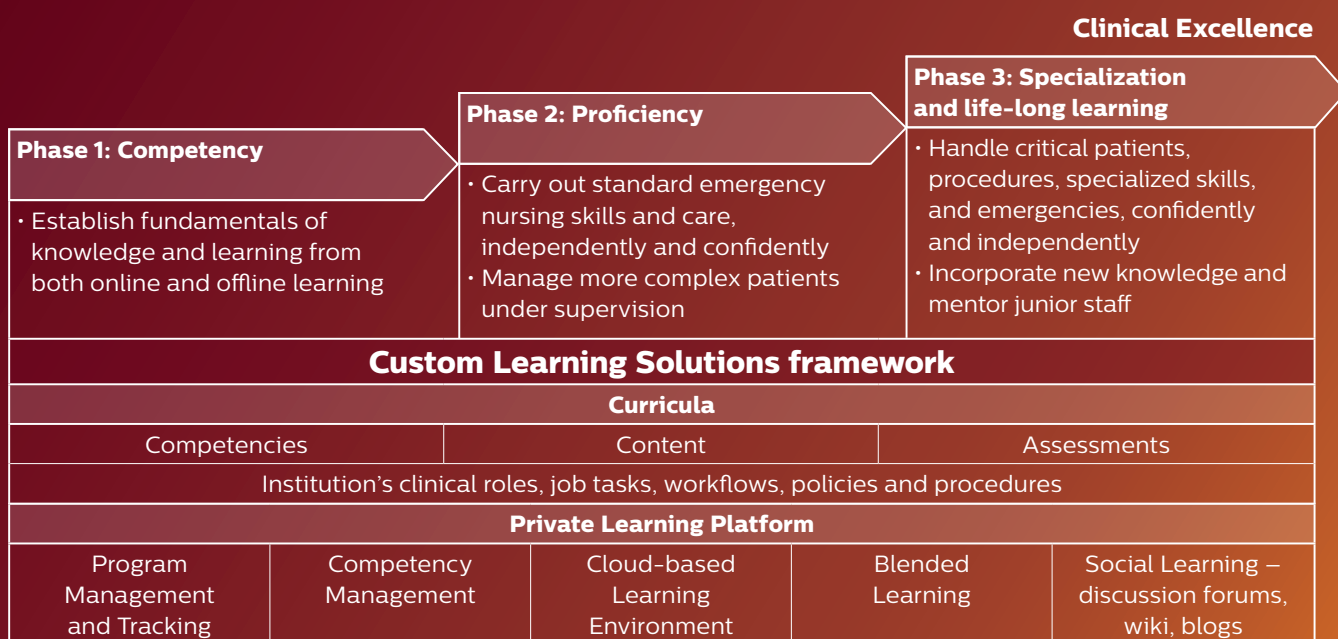 Clinical Excellence
Phase 1: Competency
• Establish fundamentals of
knowledge and learning from
both online and offline learning
Phase 2: Proficiency
• Carry out standard emergency
nursing skills and care,
independently and confidently
• Manage more complex patients
under supervision
Phase 3: Specialization
and life-long learning
• Handle critical patients,
procedures, specialized skills,
and emergencies, confidently
and independently
• Incorporate new knowledge and
mentor junior staff
Custom Learning Solutions framework
Curricula
Competencies
Content
Assessments
Institution's clinical roles, job tasks, workflows, policies and procedures
Private Learning Platform
Program
Management
and Tracking
Competency
Management
Cloud-based
Learning
Environment
Blended
Learning
Social Learning –
discussion forums,
wiki, blogs